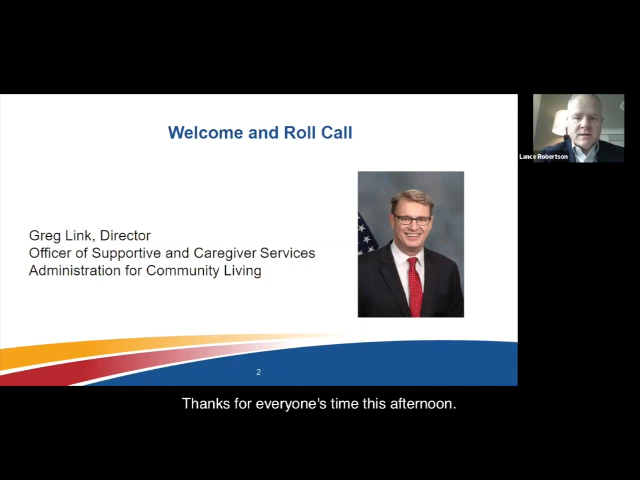 Welcome and Roll Call
Lance Robertson
Greg Link, Director
Officer of Supportive and Caregiver Services
Administration for Community Living
2
Thanks for everyone's time this afternoon.